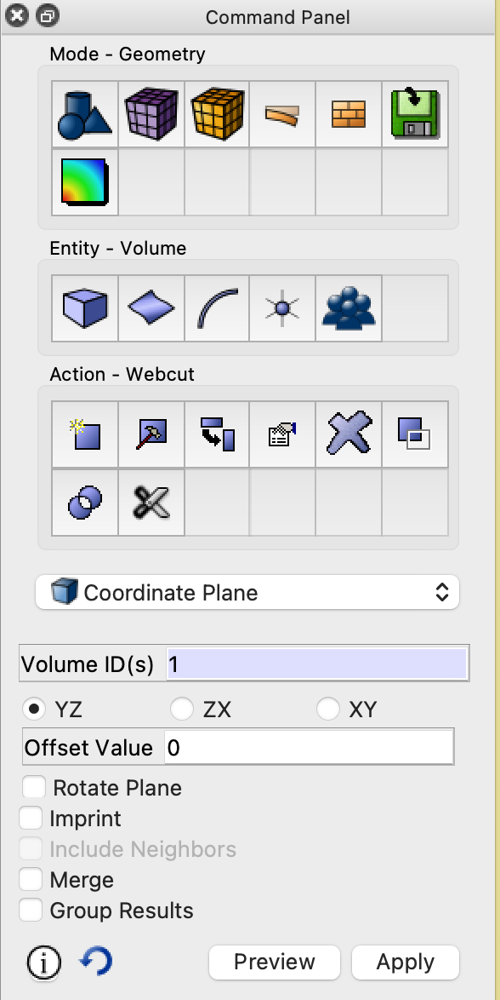 Command Panel
Mode - Geometry
Entity - Volume
Action - Webcut
Coordinate Plane
Volume ID(s) 1
YZ ZX XY
Offset Value 0
Rotate Plane
Imprint
Include Neighbors
Merge
Group Results
i Preview Apply